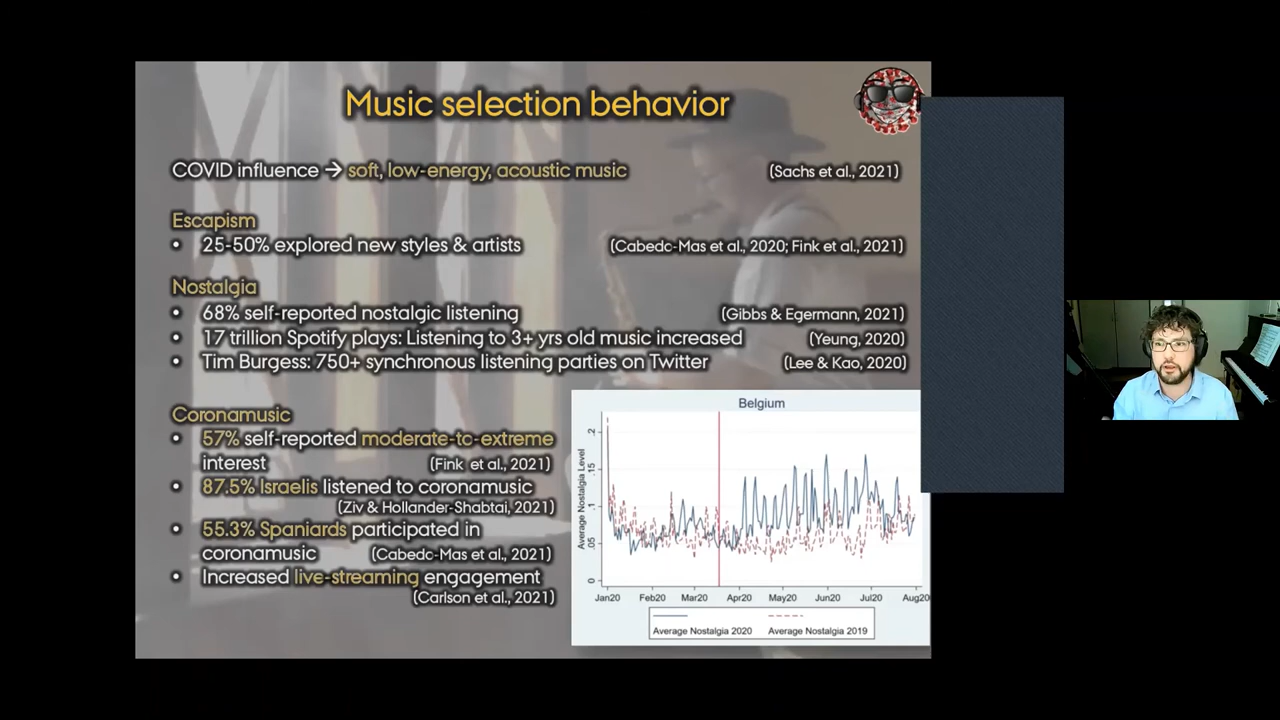 Music selection behavior
COVID influence → soft, low-energy, acoustic music (Sachs et al., 2021)
Escapism
• 25-50% explored new styles & artists (Cabedo-Mas et al., 2020; Fink et al., 2021)
Nostalgia
• 68% self-reported nostalgic listening (Gibbs & Egermann, 2021)
• 17 trillion Spotify plays: Listening to 3+ yrs old music increased (Yeung, 2020)
• Tim Burgess: 750+ synchronous listening parties on Twitter (Lee & Kao, 2020)
Coronamusic
• 57% self-reported moderate-to-extreme
interest (Fink et al., 2021)
• 87.5% Israelis listened to coronamusic
(Ziv & Hollander-Shabtai, 2021)
• 55.3% Spaniards participated in
coronamusic (Cabedo-Mas et al., 2021)
• Increased live-streaming engagement
(Carlson et al., 2021)
Belgium
Average Nostalgia Level
.2
.15
.1
.05
0
Jan20 Feb20 Mar20 Apr20 May20 Jun20 Jul20 Aug20
Average Nostalgia 2020 Average Nostalgia 2019